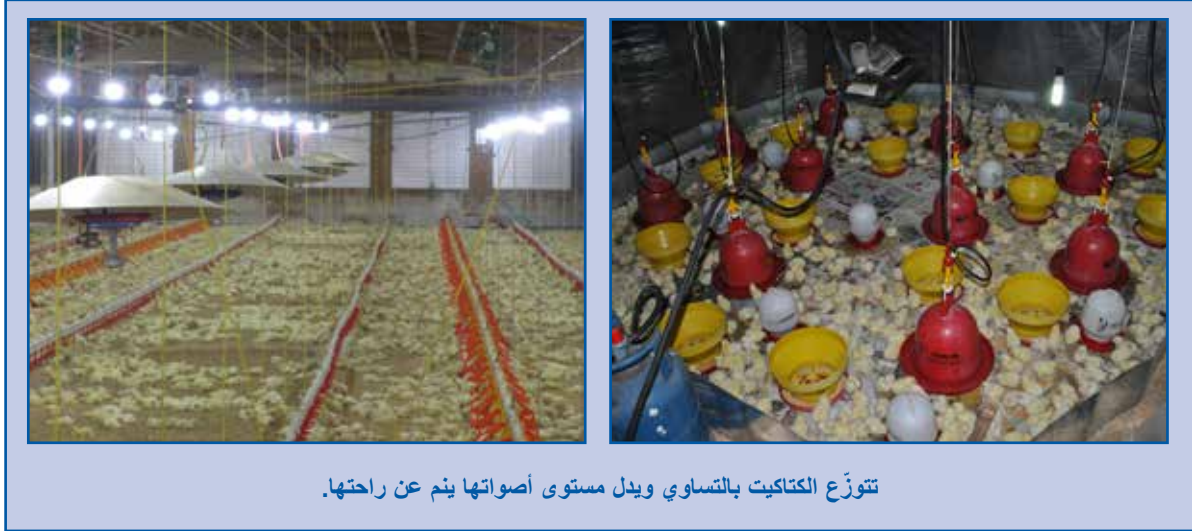 تتوزّع الكتاكيت بالتساوي ويدل مستوى أصواتها ينم عن راحتها.